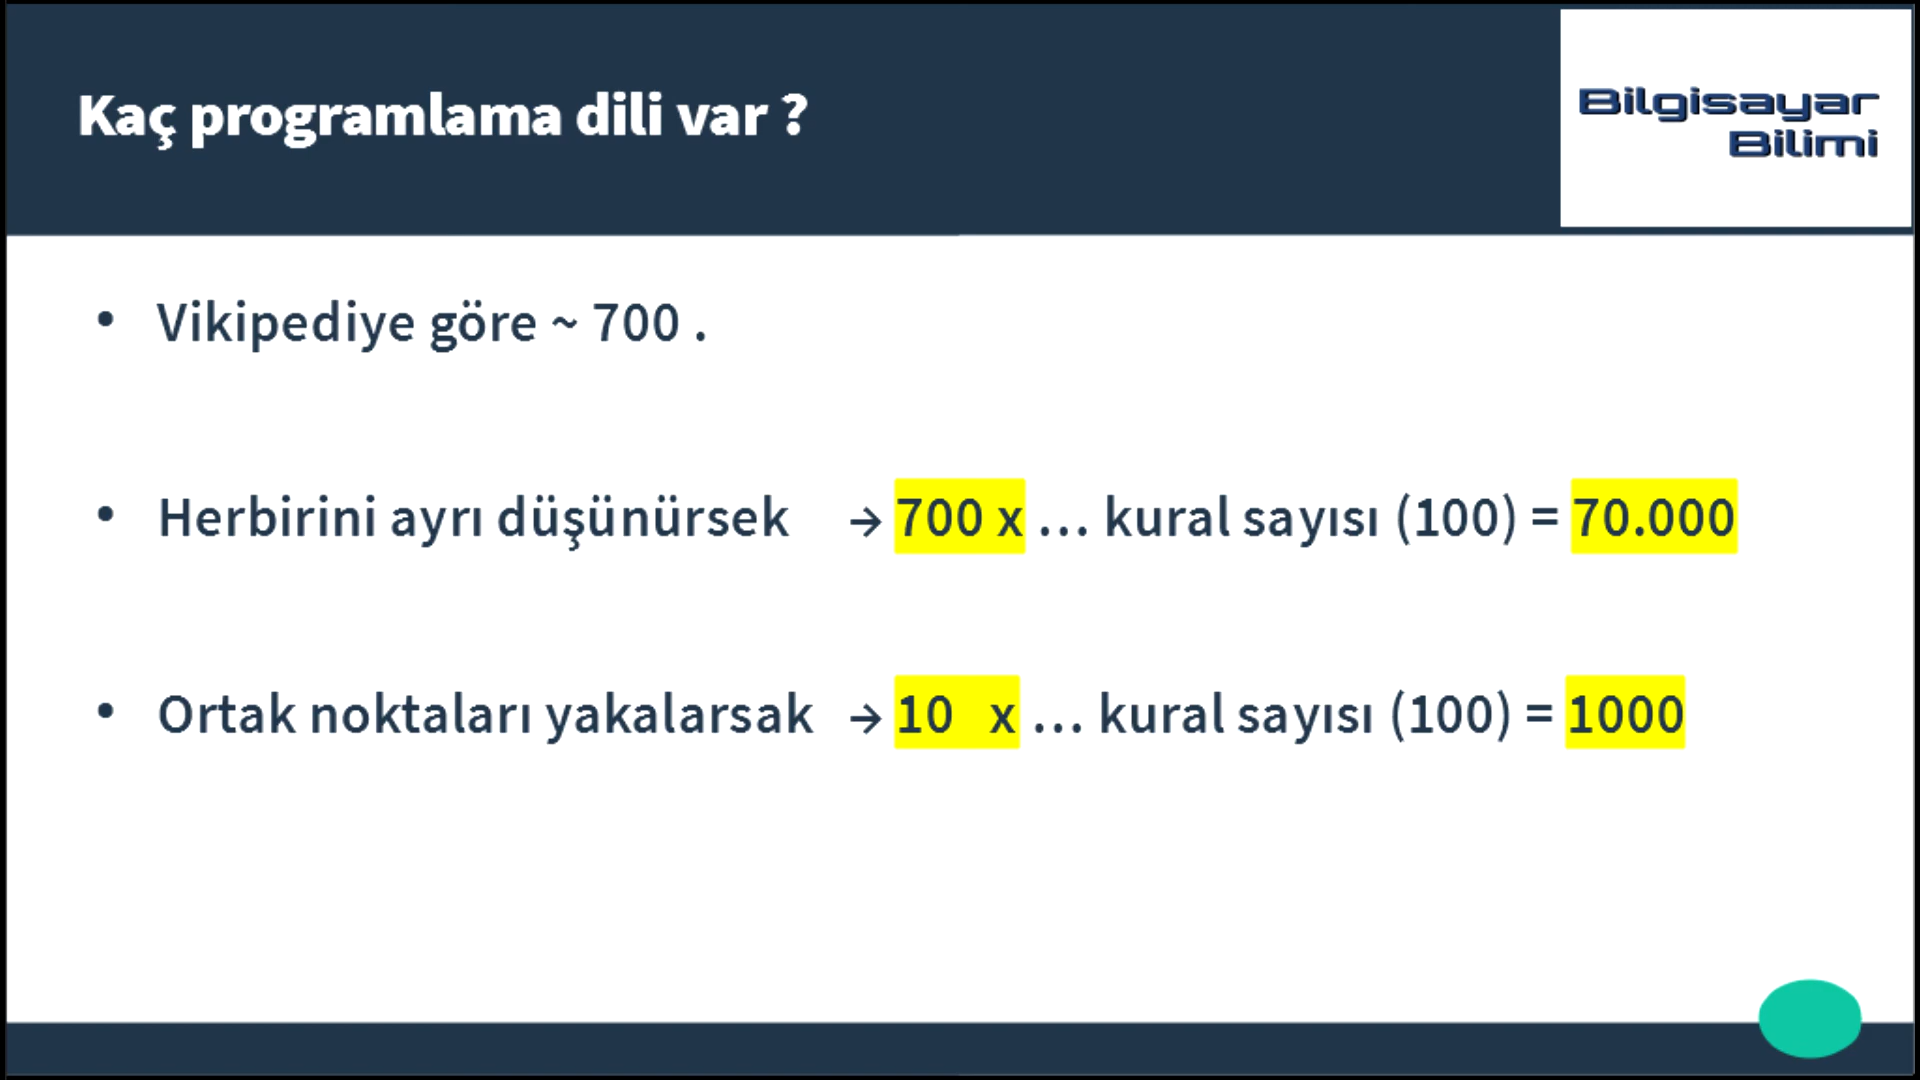 Kaç programlama dili var ?
Bilgisayar
Bilimi
• Vikipediye göre ~ 700 .
• Herbirini ayrı düşünürsek → 700 x ... kural sayısı (100) = 70.000
• Ortak noktaları yakalarsak → 10 x ... kural sayısı (100) = 1000